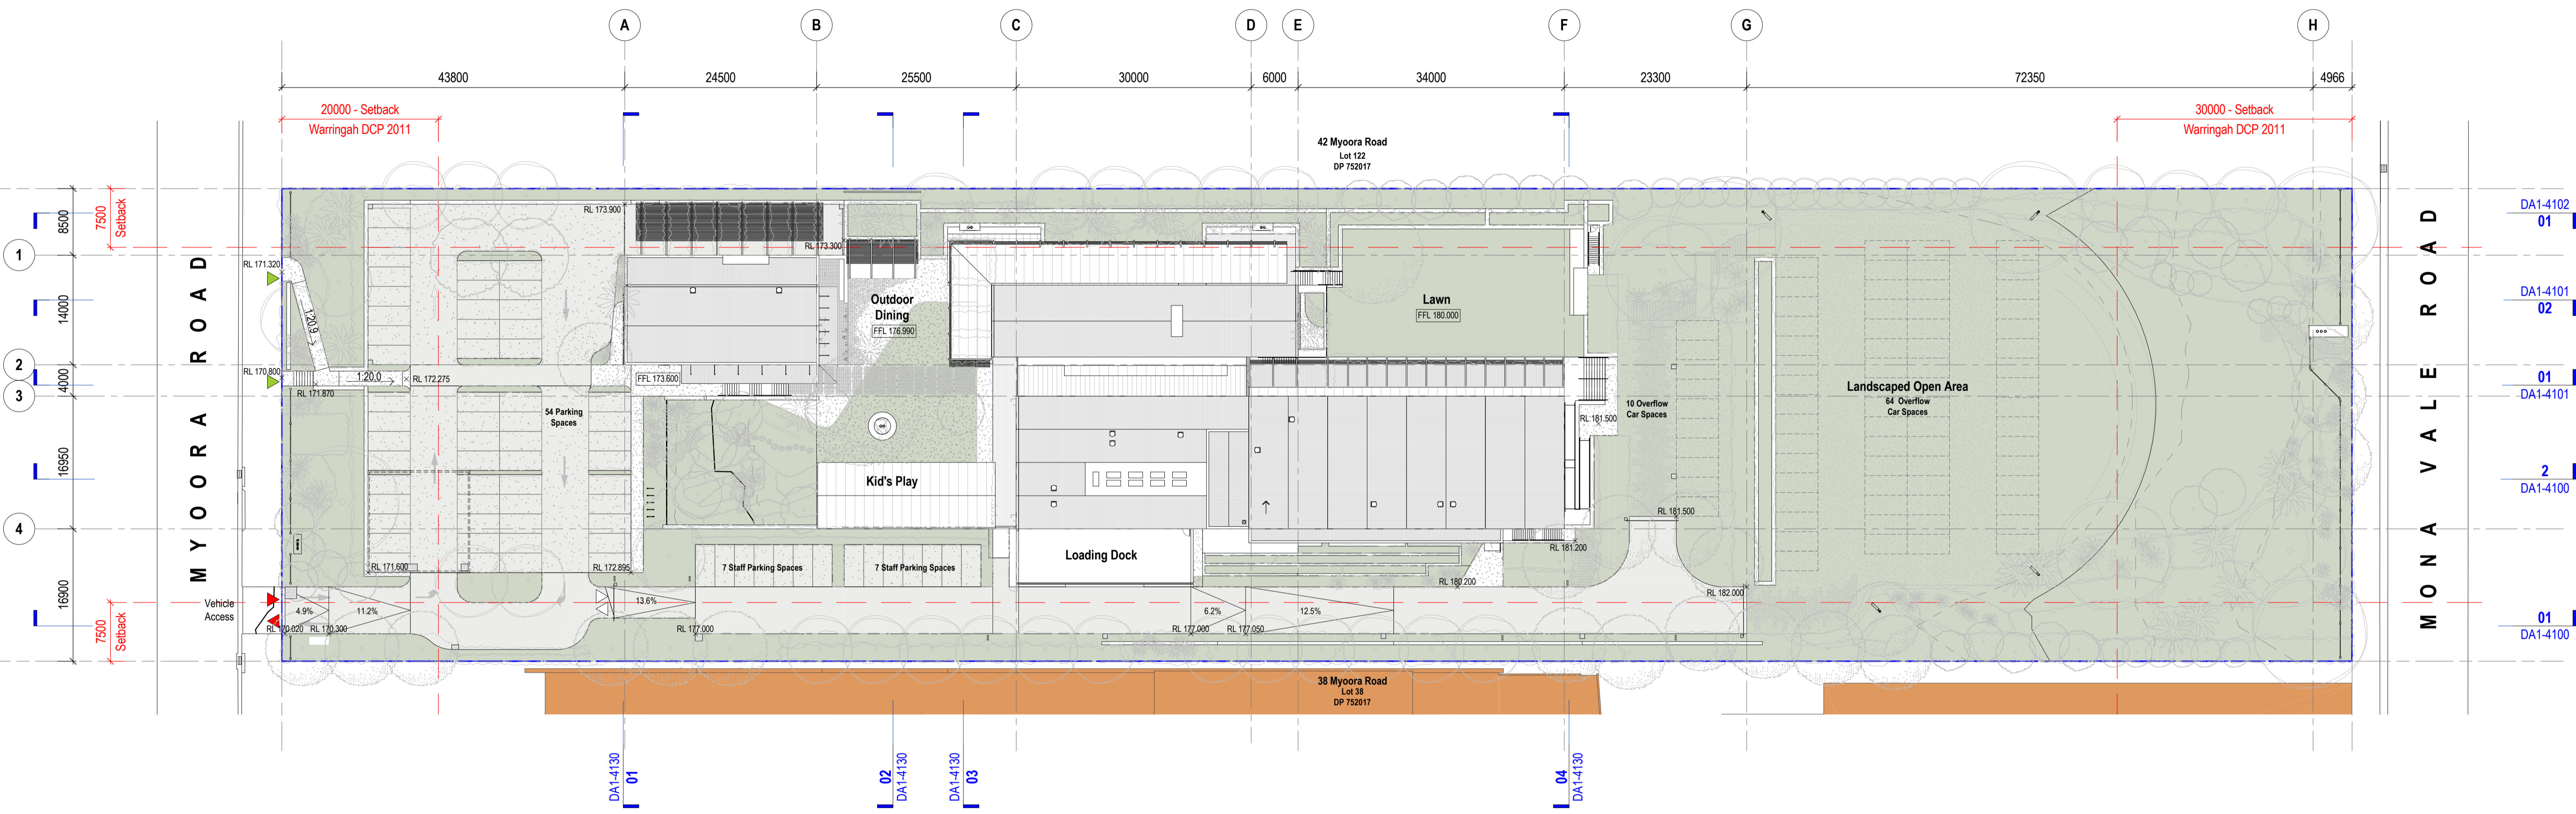 A
B
C
D
E
F
G
H
43800
24500
25500
30000
6000
34000
23300
72350
4966
20000 - Setback
Warringah DCP 2011
30000 - Setback
Warringah DCP 2011
42 Myoora Road
Lot 122
DP 752017
8500
7500
Setback
1
14000
2
4000
3
16950
4
16900
7500
Setback
MYOORA ROAD
RL 171.320
RL 170.800
1:20.9
1:20.0
RL 171.870
RL 172.275
RL 173.900
RL 173.300
Outdoor
Dining
FFL 176.990
FFL 173.600
54 Parking
Spaces
Kid's Play
Lawn
FFL 180.000
RL 181.500
10 Overflow
Car Spaces
Landscaped Open Area
64 Overflow
Car Spaces
RL 171.600
RL 172.895
7 Staff Parking Spaces
7 Staff Parking Spaces
Loading Dock
RL 181.500
RL 181.200
RL 180.200
RL 182.000
Vehicle
Access
4.9%
11.2%
13.6%
6.2%
12.5%
RL 170.020
RL 170.300
RL 177.000
RL 177.000
RL 177.050
38 Myoora Road
Lot 38
DP 752017
MONA VALE ROAD
DA1-4102
01
DA1-4101
02
01
DA1-4101
2
DA1-4100
01
DA1-4100
DA1-4130
01
02
DA1-4130
DA1-4130
03
04
DA1-4130